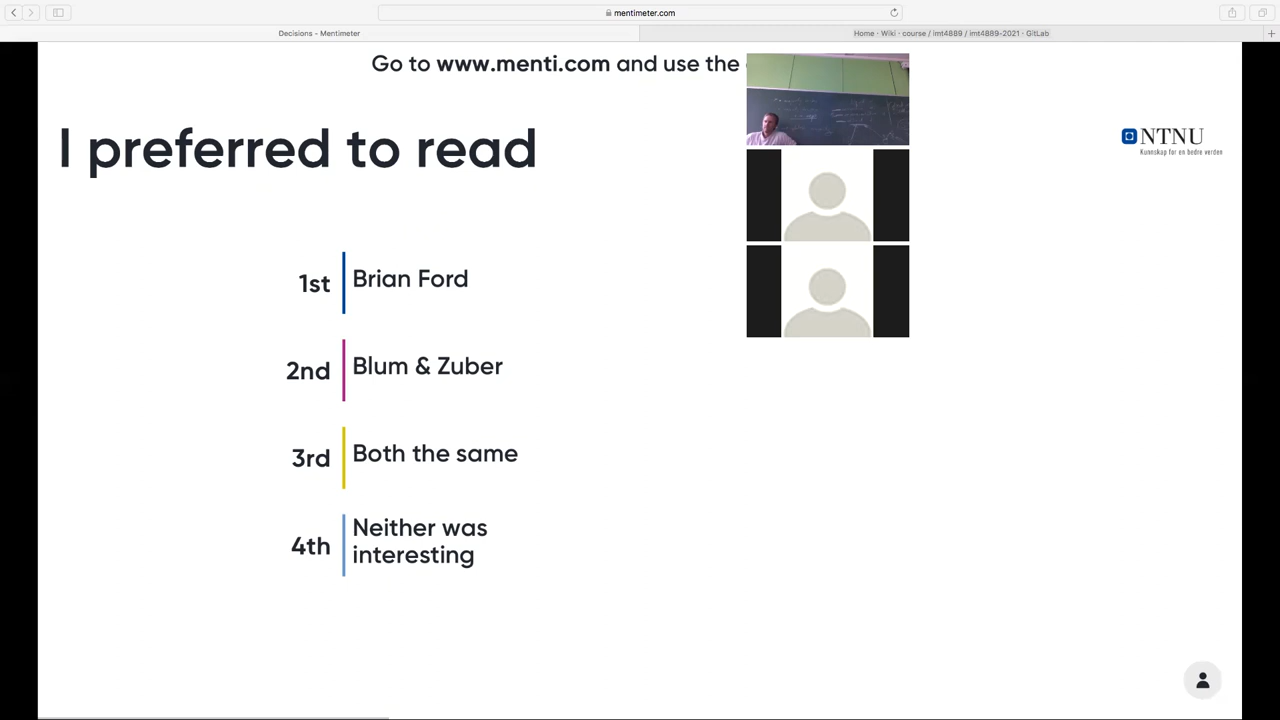 mentimeter.com
Decisions - Mentimeter
Home · Wiki · course / imt4889 / imt4889-2021 · GitLab
Go to www.menti.com and use the
I preferred to read
NTNU
Kunnskap for en bedre verden
1st Brian Ford
2nd Blum & Zuber
3rd Both the same
4th Neither was
interesting